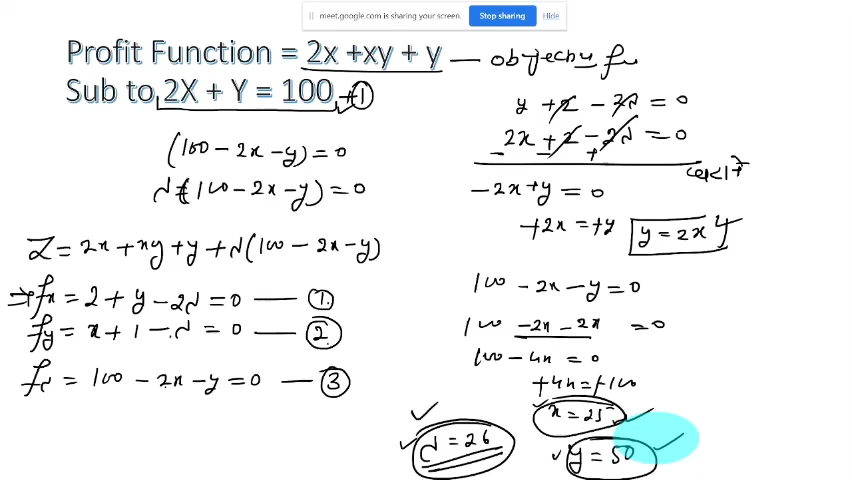 meet.google.com is sharing your screen. Stop sharing Hide
Profit Function = 2x +xy + y — objective fn
Sub to 2X + Y = 100 → ①
(100 - 2x - y) = 0
λ (100 - 2x - y) = 0
Z = 2x + xy + y + λ(100 - 2x - y)
⇒ fx = 2 + y - 2λ = 0 — ①
fy = x + 1 - λ = 0 — ②
fλ = 100 - 2x - y = 0 — ③
y + 2 - 2λ = 0
2x + 2 - 2λ = 0
- - +
-2x + y = 0
+2x = +y
y = 2x
100 - 2x - y = 0
100 - 2x - 2x = 0
100 - 4x = 0
+4x = +100
x = 25
λ = 26
y = 50